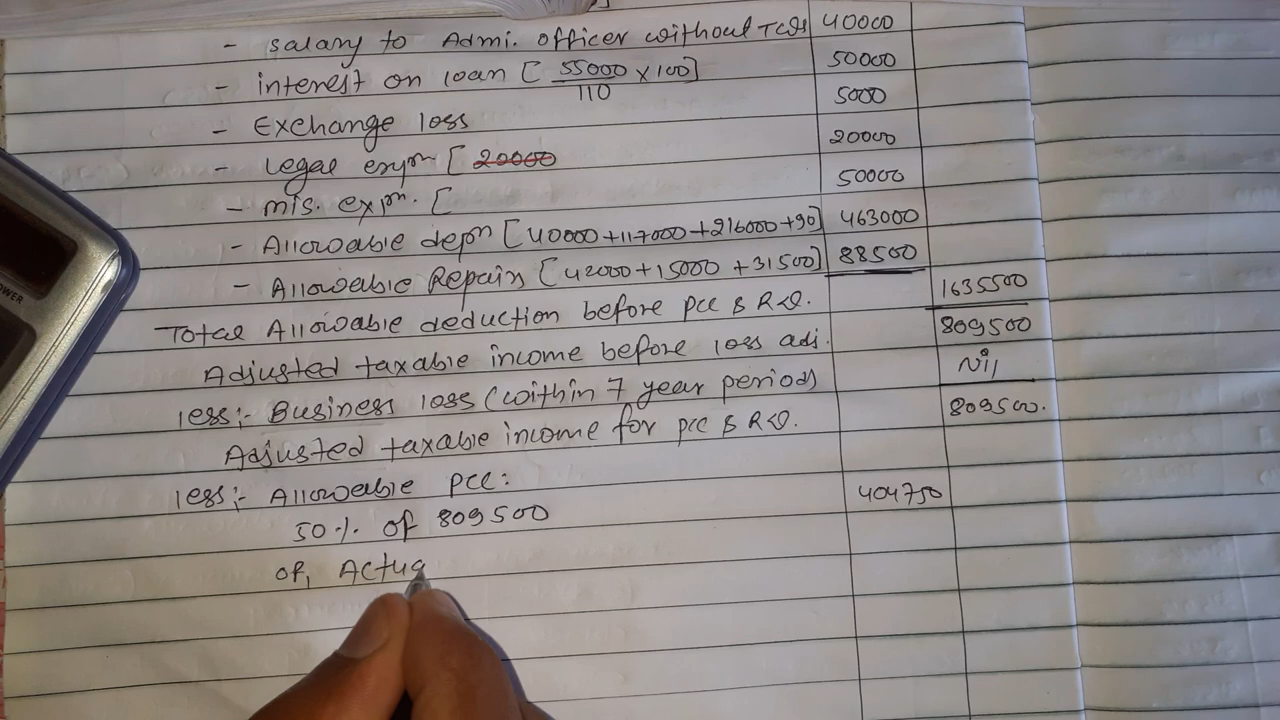 - salary to Admi. officer without TDS 40000
- interest on loan [55000/110 × 100] 50000
- Exchange loss 5000
- Legal expn [ 20000 20000
- mis. expn. [ 50000
- Allowable depn [40000+117000+216000+90] 463000
- Allowable Repair [42000+15000+31500] 88500
Total Allowable deduction before pcc & R&D. 1635500
Adjusted taxable income before loss adj. 809500
less:- Business loss (within 7 year period) Nil
Adjusted taxable income for pcc & R&D. 809500.
less:- Allowable pcc:
50% of 809500 404750
or, Actua
OWER